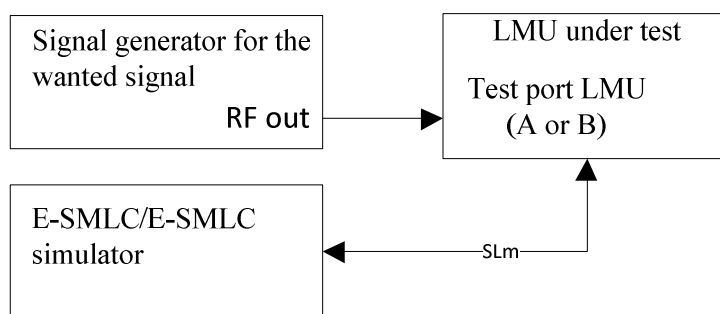 Signal generator for the
wanted signal
RF out
LMU under test
Test port LMU
(A or B)
E-SMLC/E-SMLC
simulator
SLm